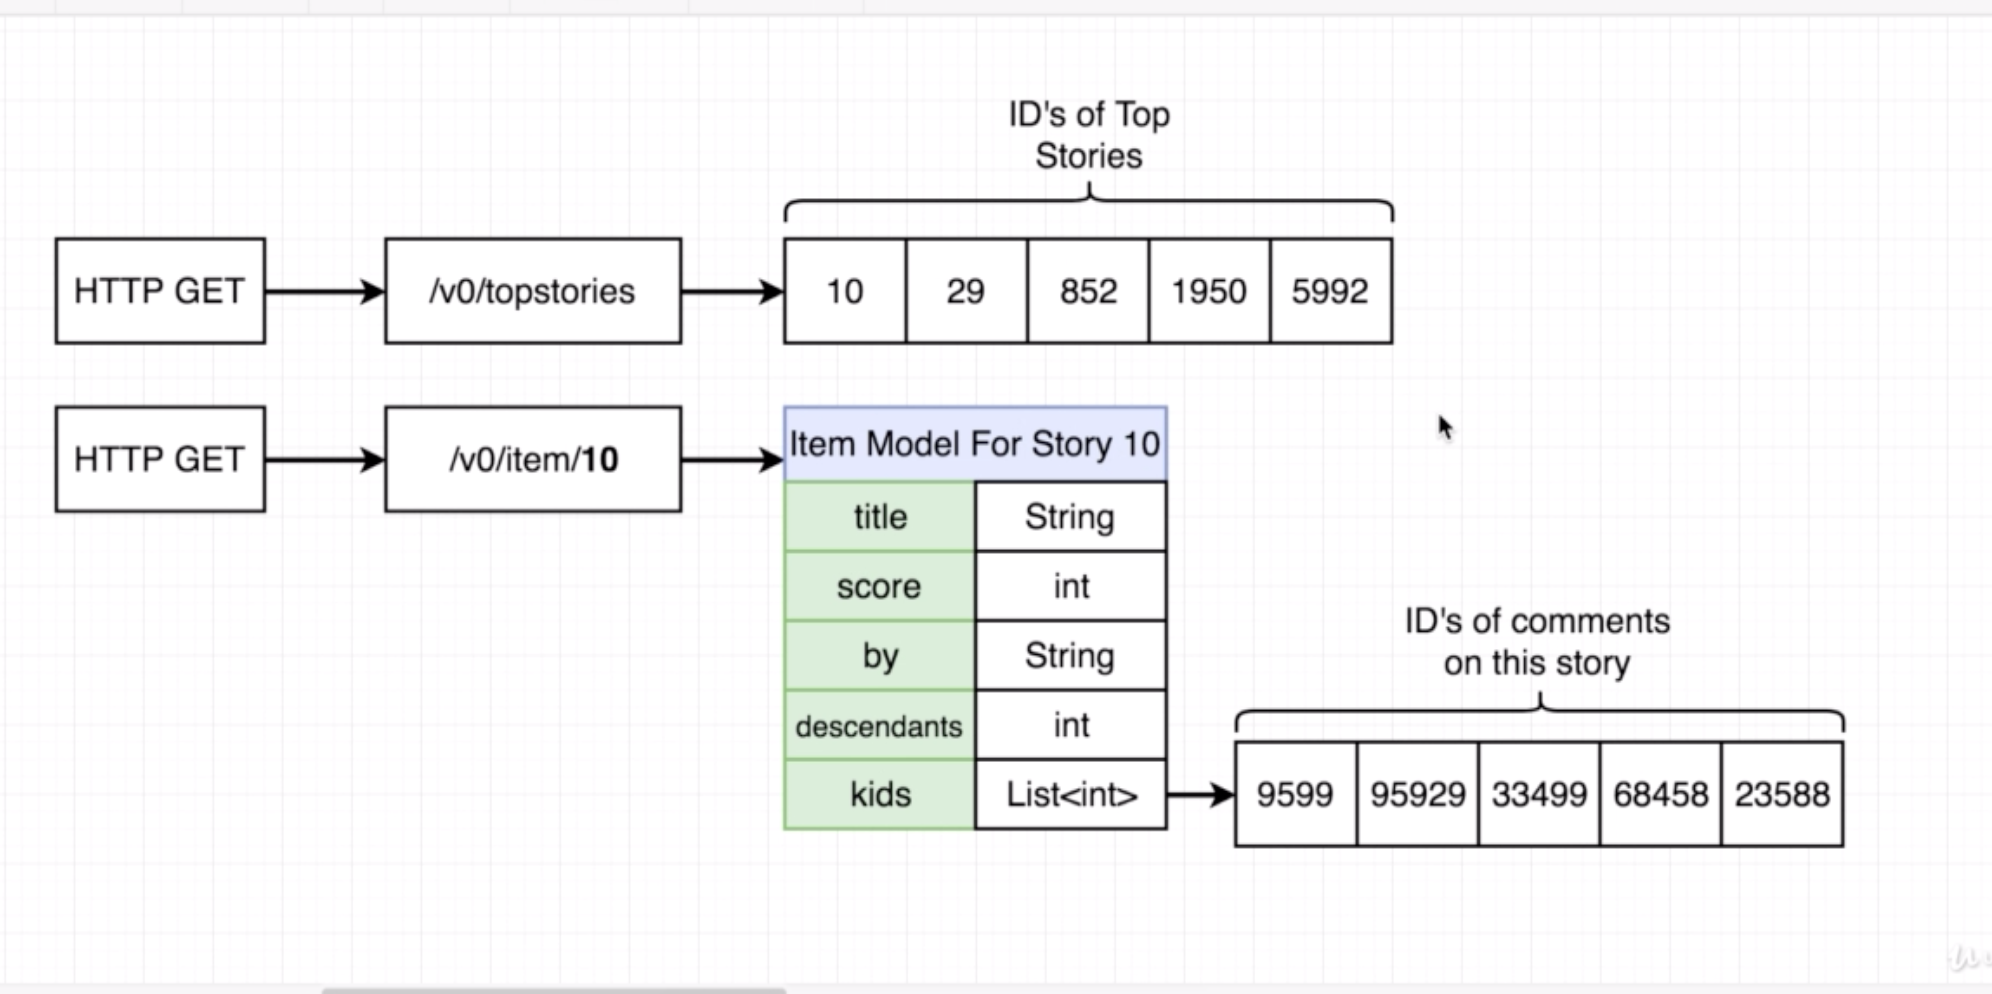 ID's of Top
Stories
HTTP GET
/v0/topstories
10
29
852
1950
5992
HTTP GET
/v0/item/10
Item Model For Story 10
title
String
score
int
by
String
descendants
int
kids
List<int>
ID's of comments
on this story
9599
95929
33499
68458
23588